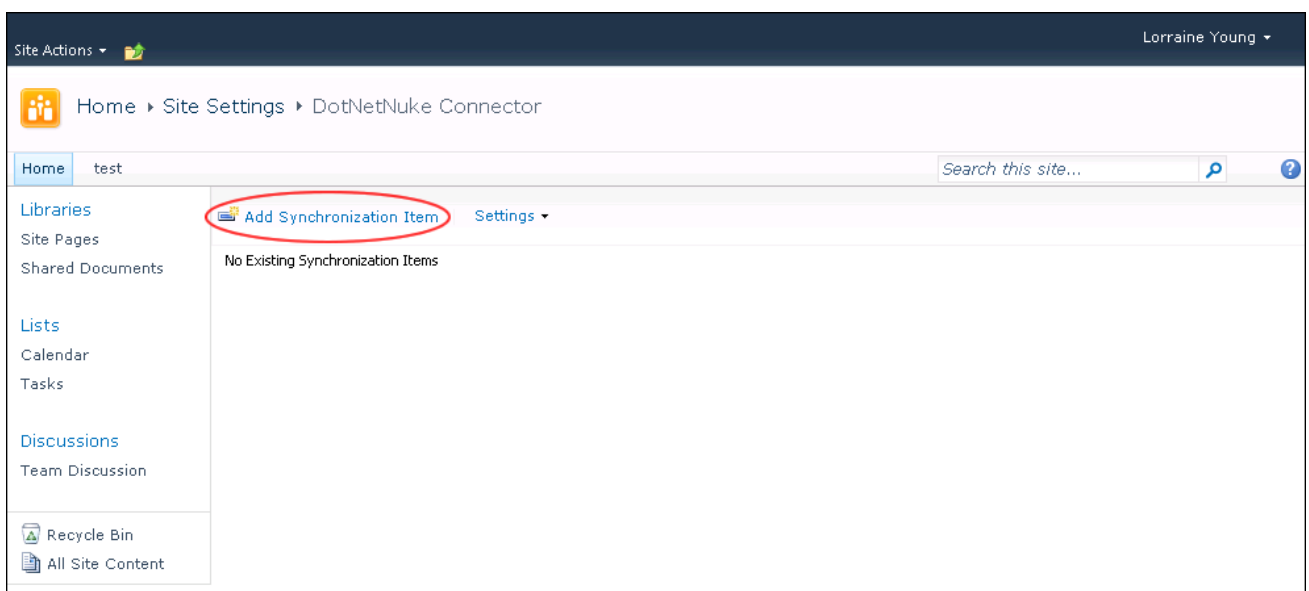 Lorraine Young
Site Actions
Home Site Settings DotNetNuke Connector
Home test Search this site...
Libraries
Add Synchronization Item Settings
Site Pages
No Existing Synchronization Items
Shared Documents
Lists
Calendar
Tasks
Discussions
Team Discussion
Recycle Bin
All Site Content